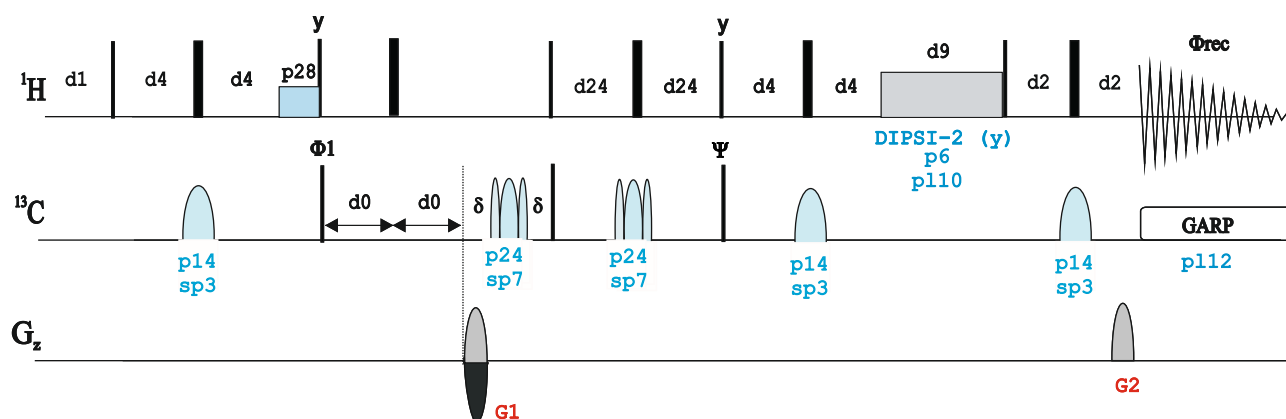 y
y
d9
Φrec
¹H
d1
d4
d4
p28
d24
d24
d4
d4
d2
d2
DIPSI-2 (y)
p6
pl10
Φ1
Ψ
¹³C
d0
d0
δ
δ
GARP
p14
sp3
p24
sp7
p24
sp7
p14
sp3
p14
sp3
pl12
Gz
G1
G2